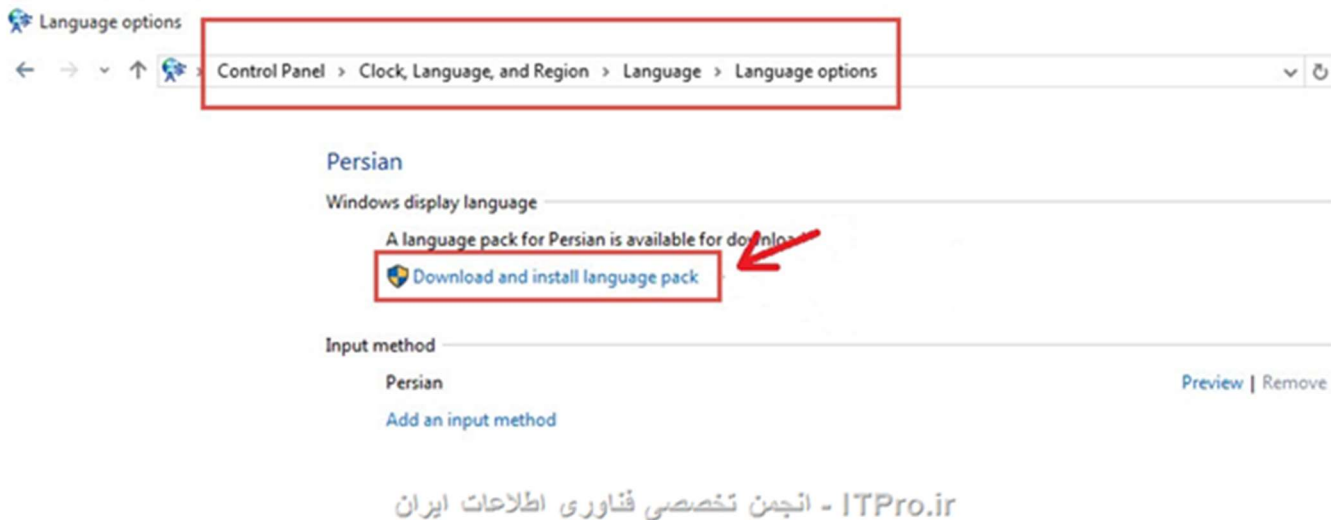 Language options
Control Panel > Clock, Language, and Region > Language > Language options
Persian
Windows display language
A language pack for Persian is available for download
Download and install language pack
Input method
Persian
Preview | Remove
Add an input method
ITPro.ir - انجمن تخصصی فناوری اطلاعات ایران